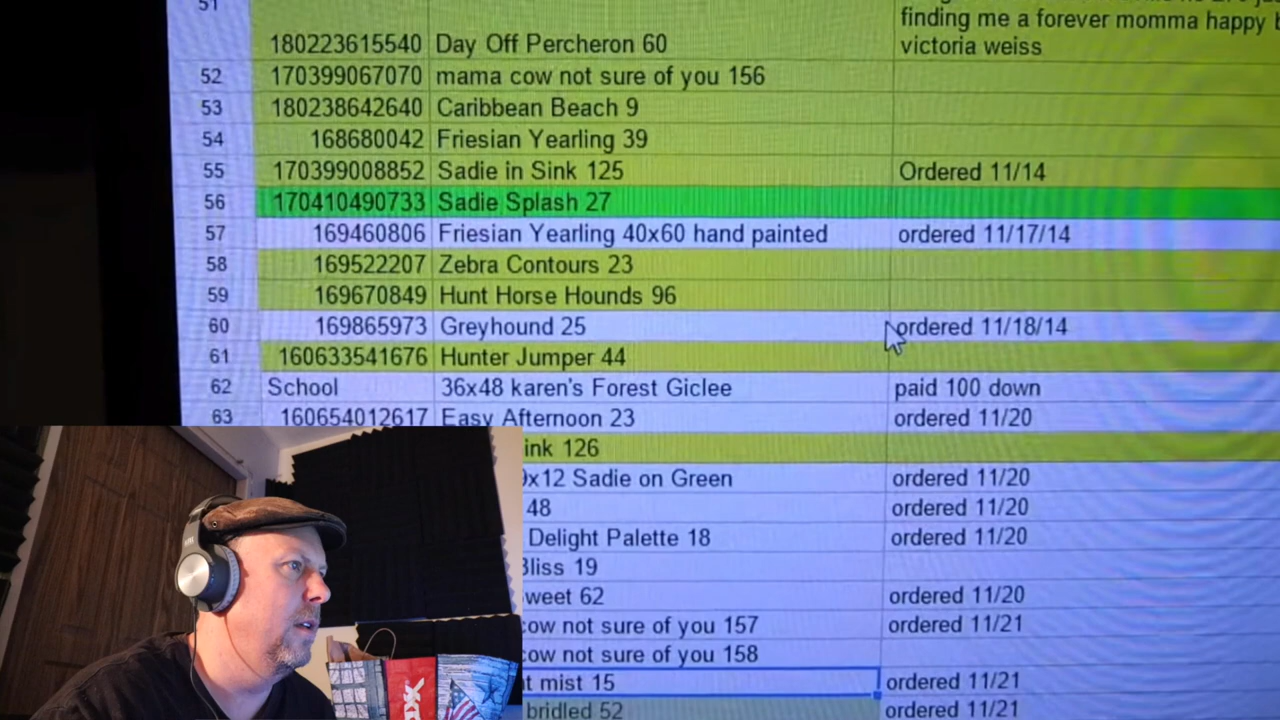 finding me a forever momma happy
victoria weiss
180223615540 Day Off Percheron 60
52 170399067070 mama cow not sure of you 156
53 180238642640 Caribbean Beach 9
54 168680042 Friesian Yearling 39
55 170399008852 Sadie in Sink 125 Ordered 11/14
56 170410490733 Sadie Splash 27
57 169460806 Friesian Yearling 40x60 hand painted ordered 11/17/14
58 169522207 Zebra Contours 23
59 169670849 Hunt Horse Hounds 96
60 169865973 Greyhound 25 ordered 11/18/14
61 160633541676 Hunter Jumper 44
62 School 36x48 karen's Forest Giclee paid 100 down
63 160654012617 Easy Afternoon 23 ordered 11/20
ink 126
9x12 Sadie on Green ordered 11/20
48 ordered 11/20
Delight Palette 18 ordered 11/20
Bliss 19
weet 62 ordered 11/20
cow not sure of you 157 ordered 11/21
cow not sure of you 158
t mist 15 ordered 11/21
bridled 52 ordered 11/21